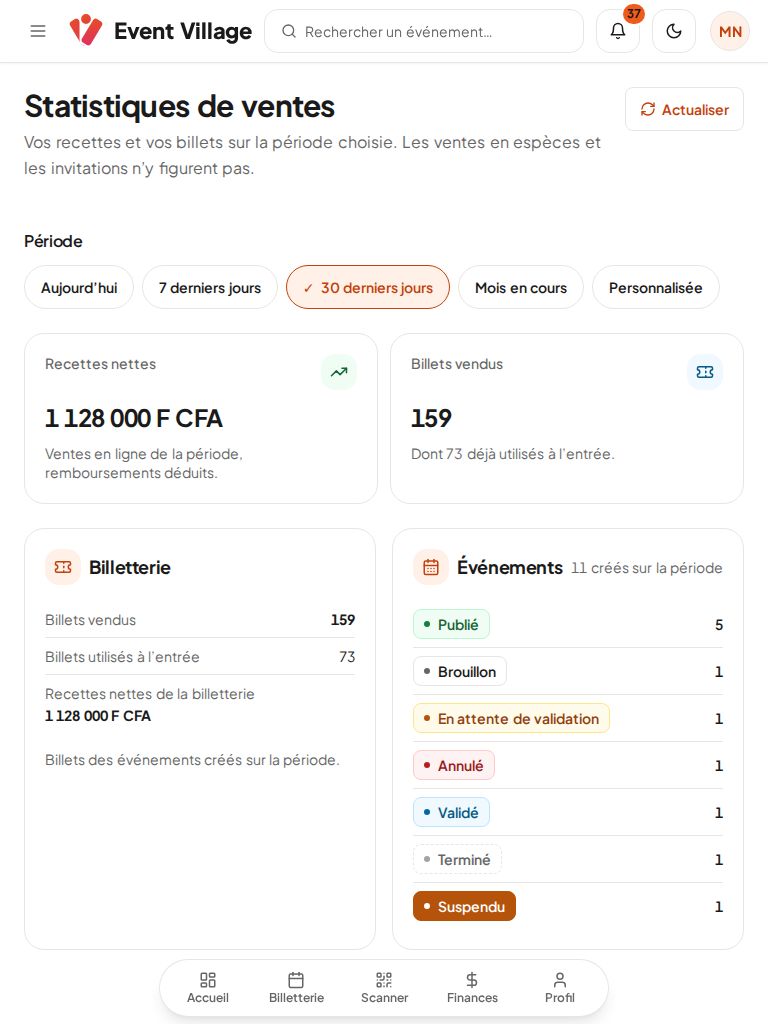 Event Village
Rechercher un événement…
37
MN
Statistiques de ventes
Actualiser
Vos recettes et vos billets sur la période choisie. Les ventes en espèces et
les invitations n'y figurent pas.
Période
Aujourd'hui
7 derniers jours
✓ 30 derniers jours
Mois en cours
Personnalisée
Recettes nettes
1 128 000 F CFA
Ventes en ligne de la période,
remboursements déduits.
Billets vendus
159
Dont 73 déjà utilisés à l'entrée.
Billetterie
Billets vendus 159
Billets utilisés à l'entrée 73
Recettes nettes de la billetterie
1 128 000 F CFA
Billets des événements créés sur la période.
Événements 11 créés sur la période
Publié 5
Brouillon 1
En attente de validation 1
Annulé 1
Validé 1
Terminé 1
Suspendu 1
Accueil
Billetterie
Scanner
Finances
Profil